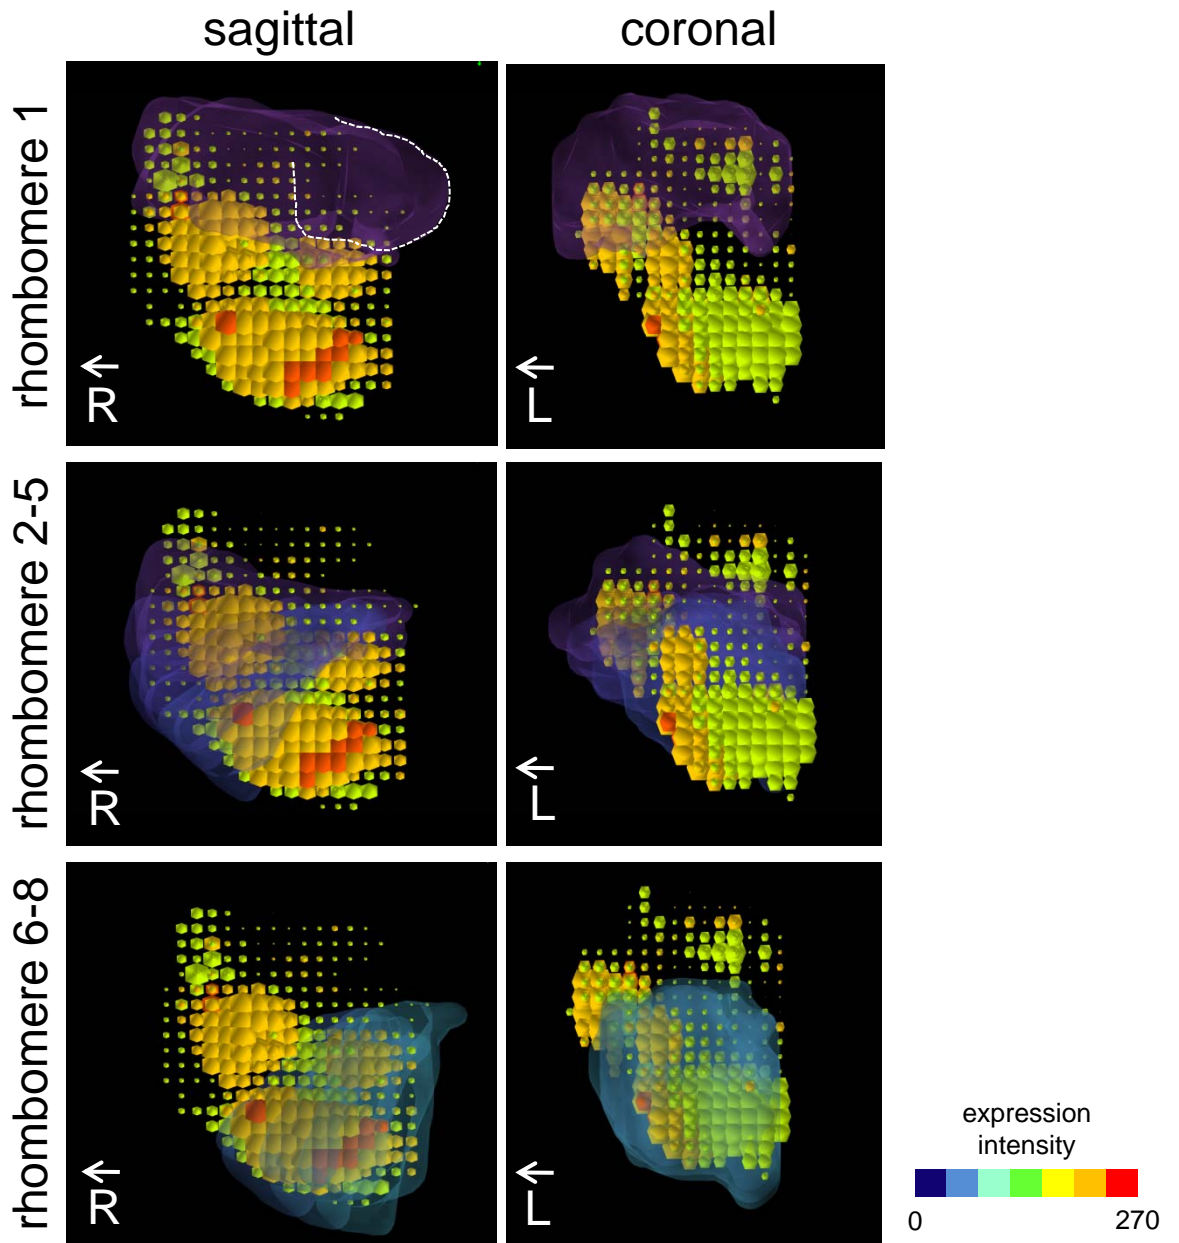 sagittal
coronal
rhombomere 1
R
L
rhombomere 2-5
R
L
rhombomere 6-8
R
L
expression
intensity
0
270